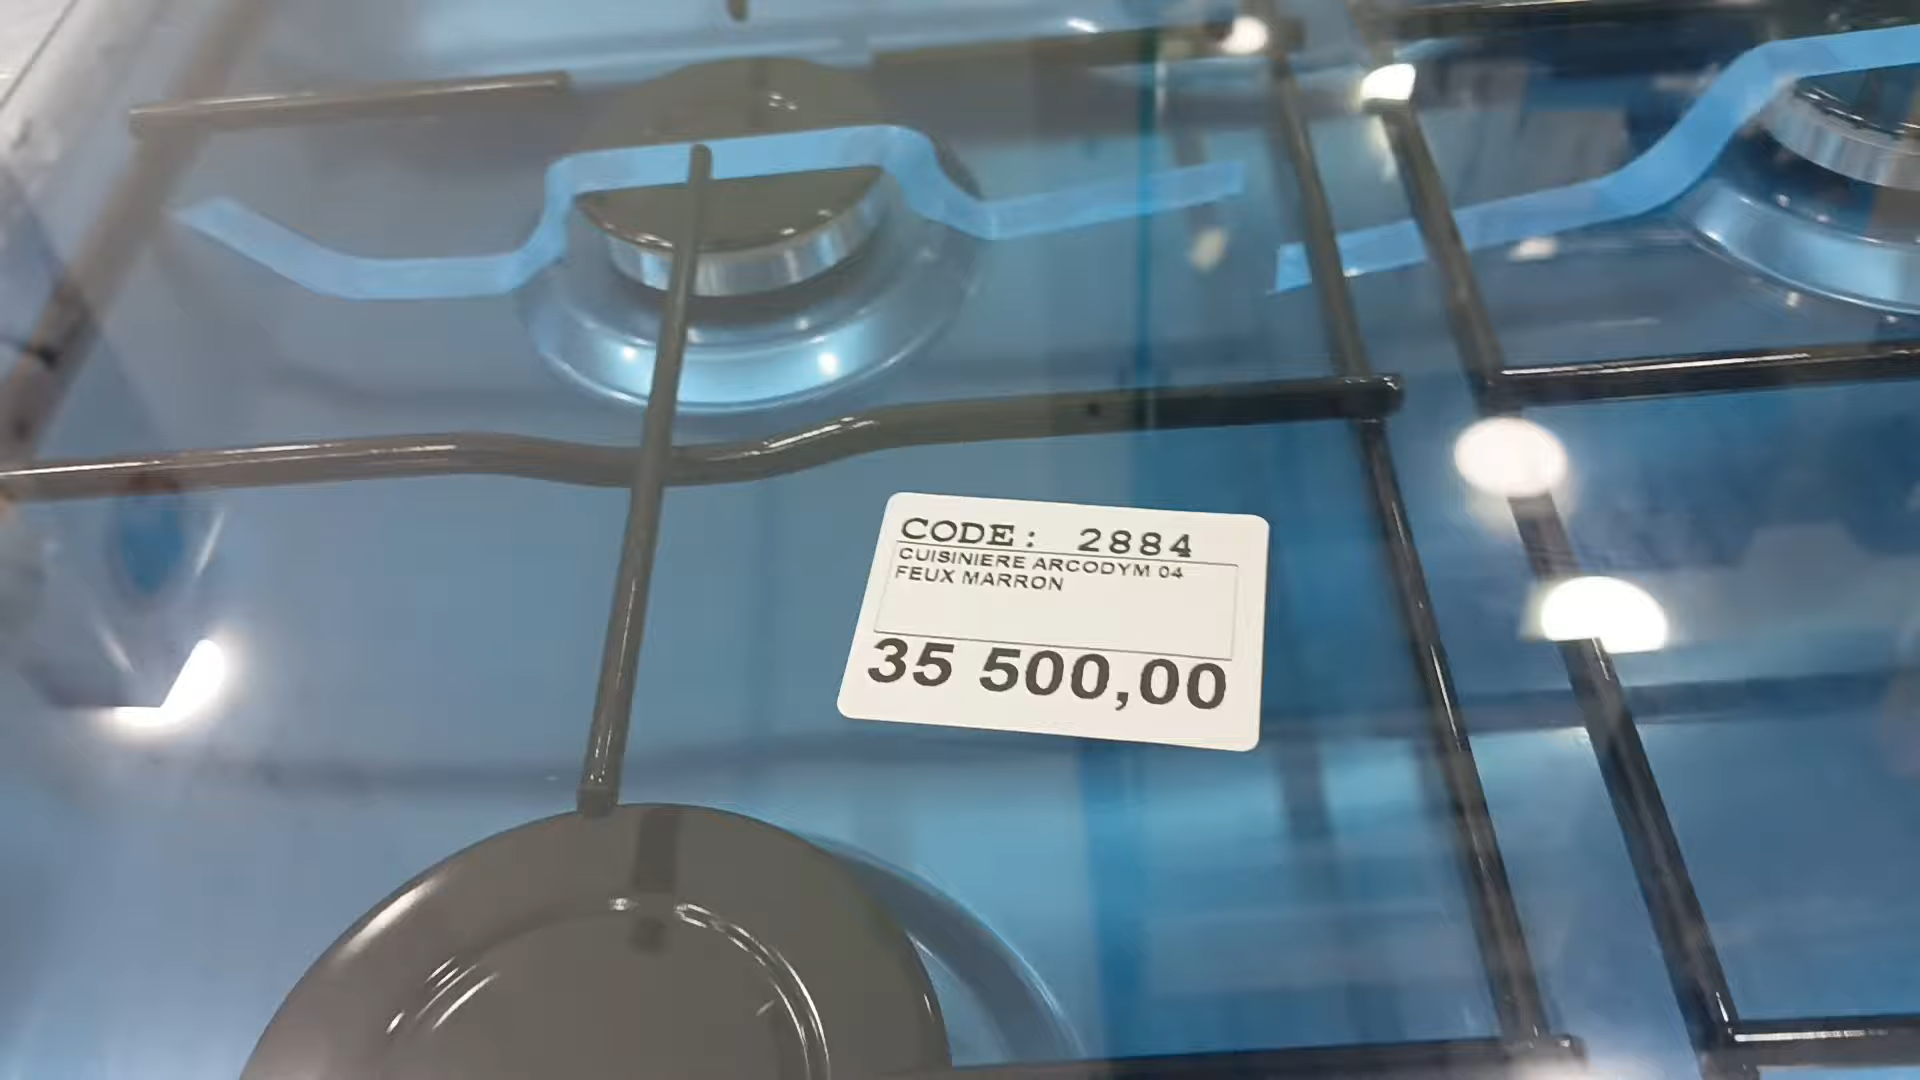 CODE: 2884
CUISINIERE ARCODYM 04
FEUX MARRON
35 500,00